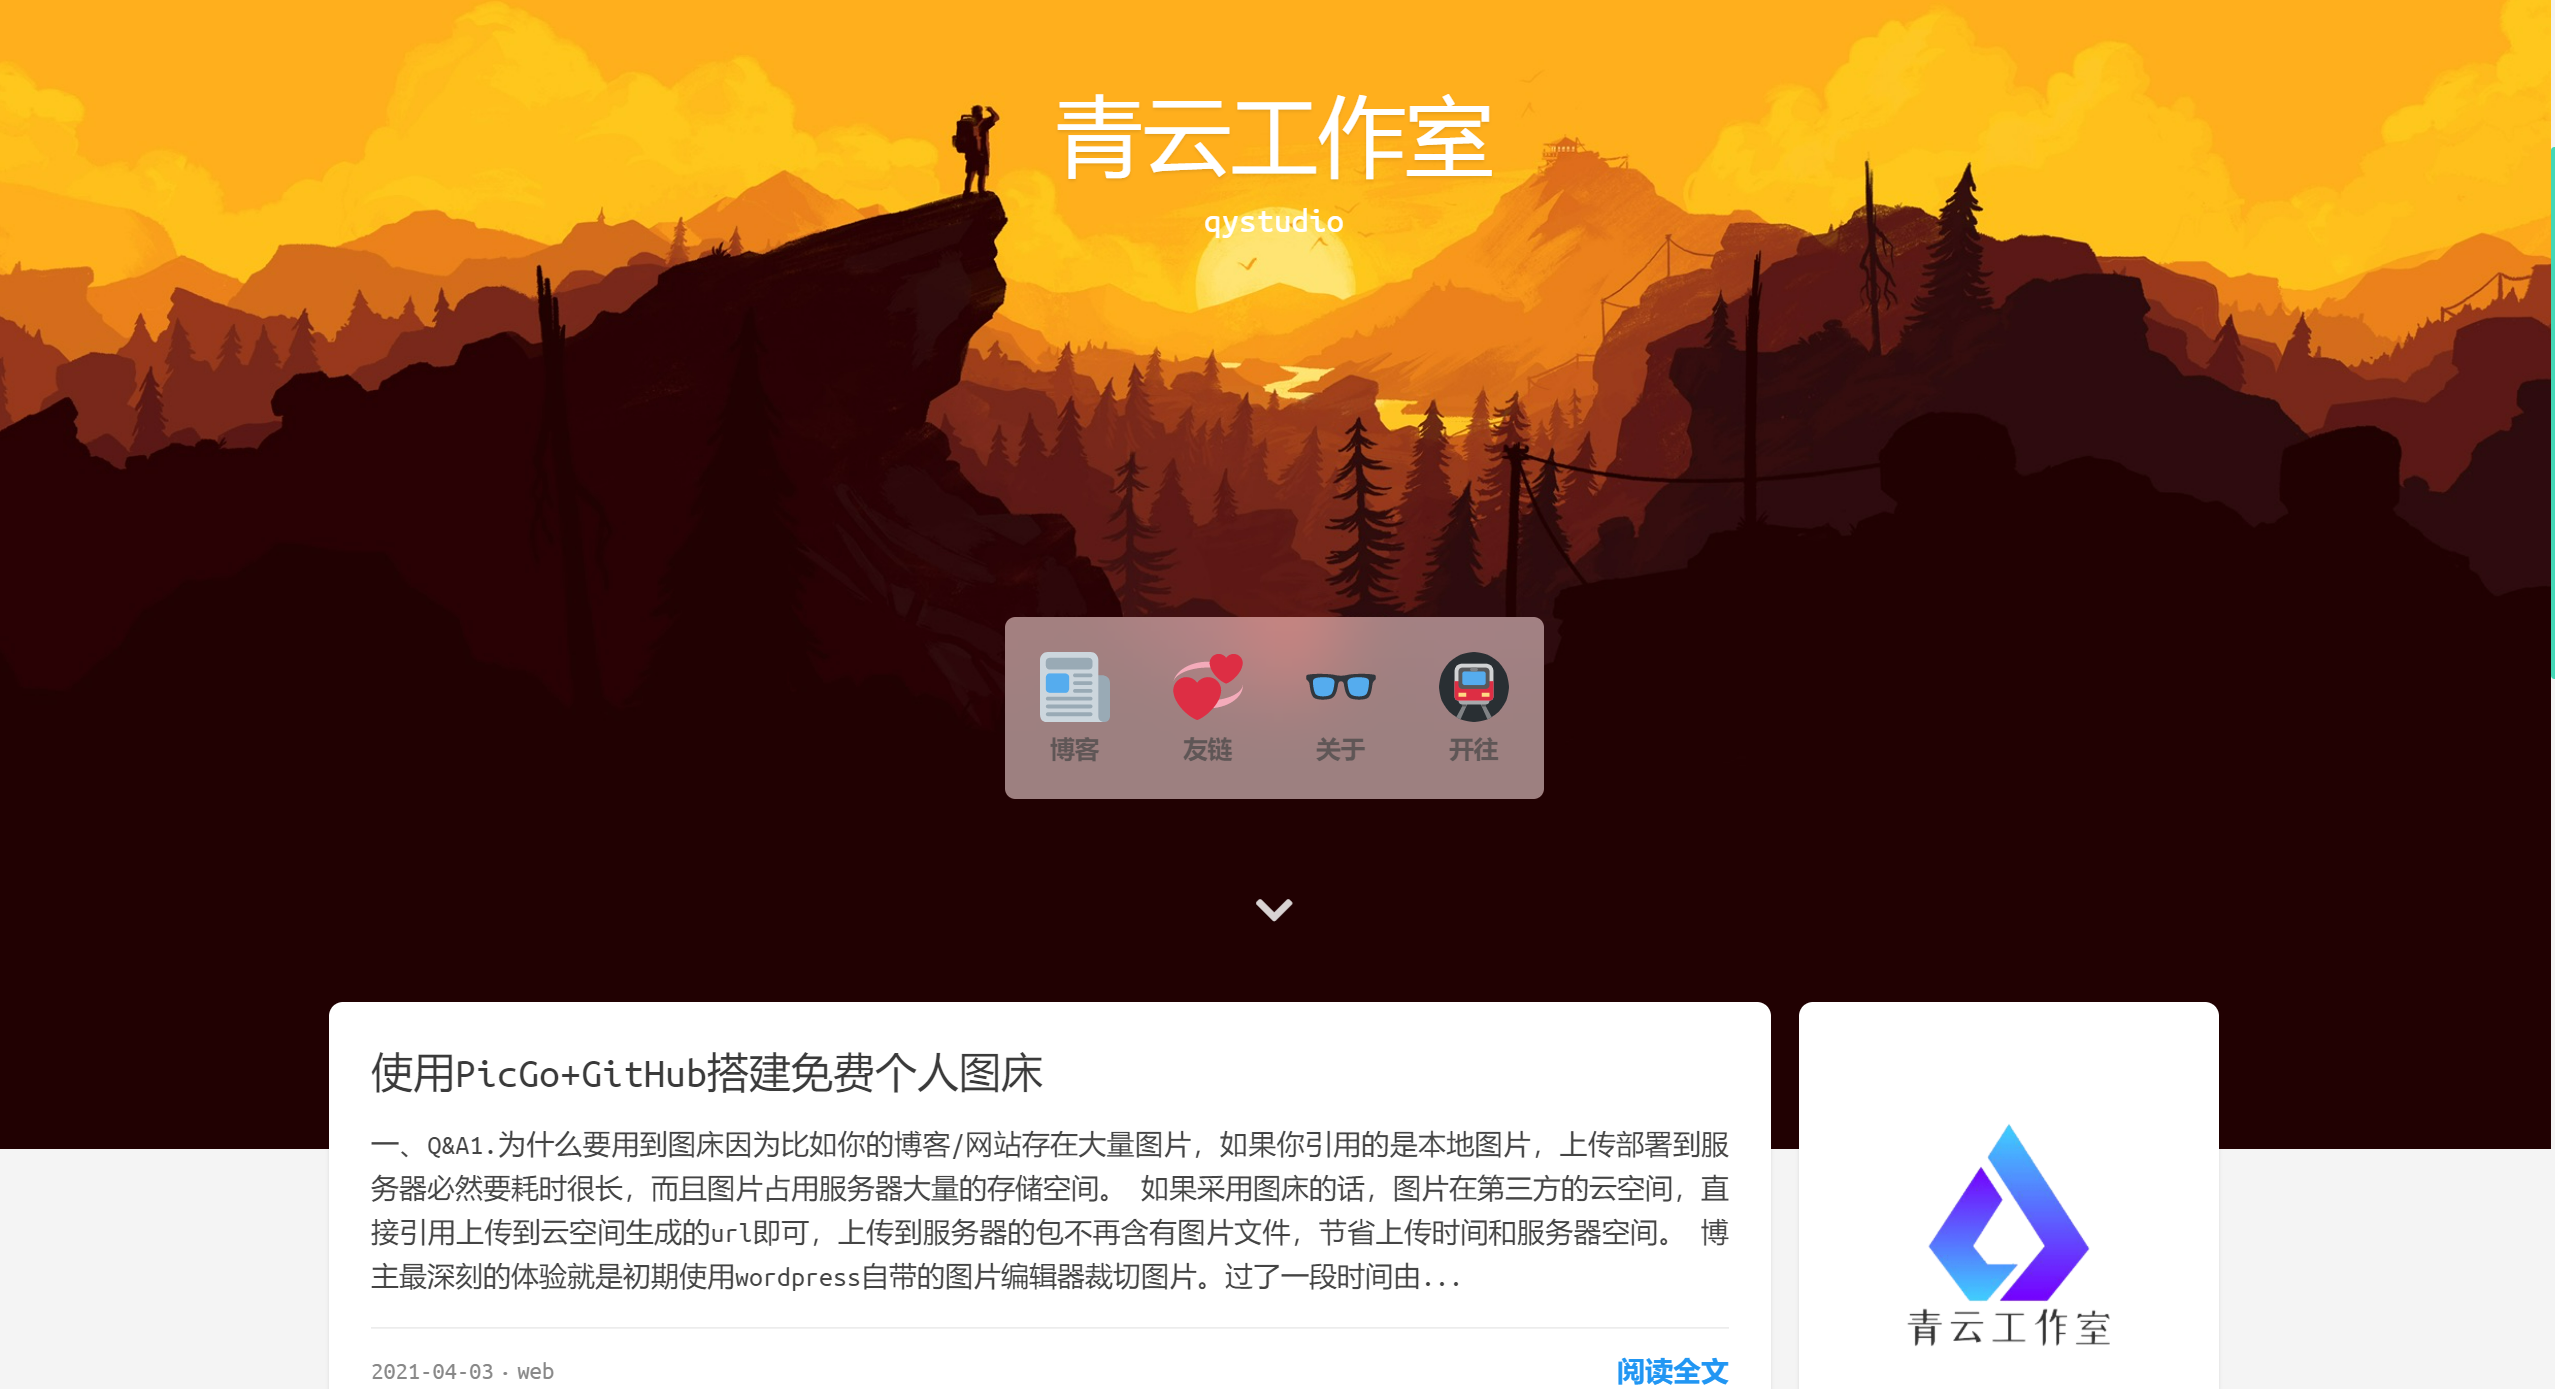 青云工作室
qystudio
博客 友链 关于 开往
使用PicGo+GitHub搭建免费个人图床
一、Q&A1.为什么要用到图床因为比如你的博客/网站存在大量图片，如果你引用的是本地图片，上传部署到服
务器必然要耗时很长，而且图片占用服务器大量的存储空间。 如果采用图床的话，图片在第三方的云空间，直
接引用上传到云空间生成的url即可，上传到服务器的包不再含有图片文件，节省上传时间和服务器空间。 博
主最深刻的体验就是初期使用wordpress自带的图片编辑器裁切图片。过了一段时间由...
2021-04-03 · web
阅读全文
青云工作室